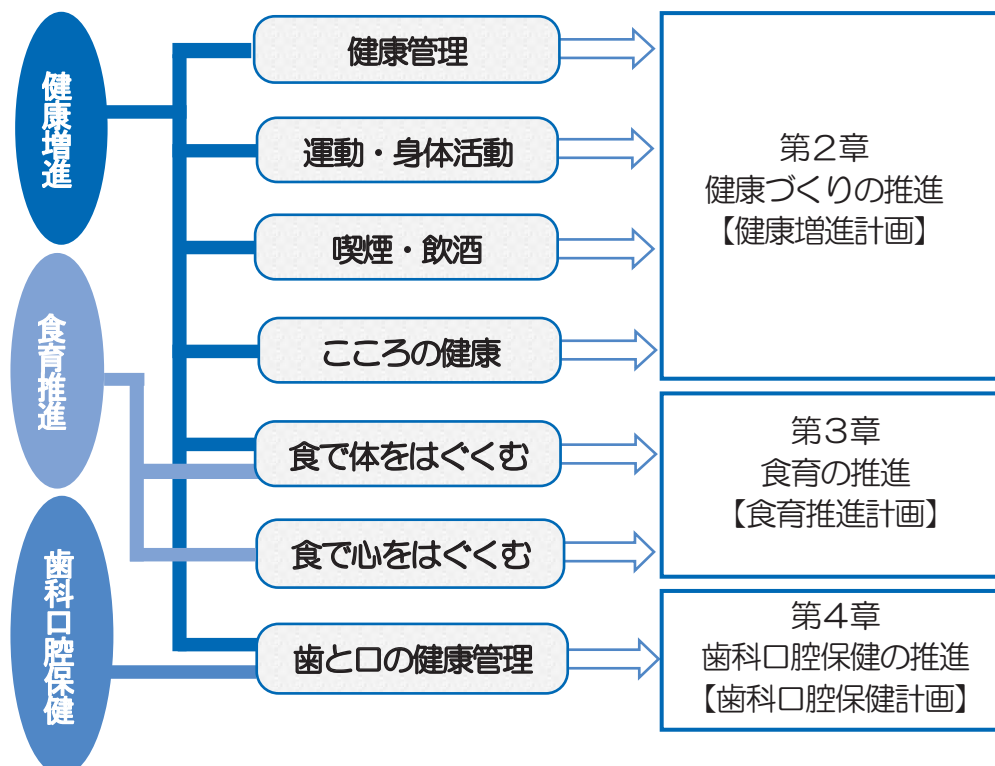 健康増進
食育推進
歯科口腔保健
健康管理
運動・身体活動
喫煙・飲酒
こころの健康
食で体をはぐくむ
食で心をはぐくむ
歯と口の健康管理
第2章
健康づくりの推進
【健康増進計画】
第3章
食育の推進
【食育推進計画】
第4章
歯科口腔保健の推進
【歯科口腔保健計画】